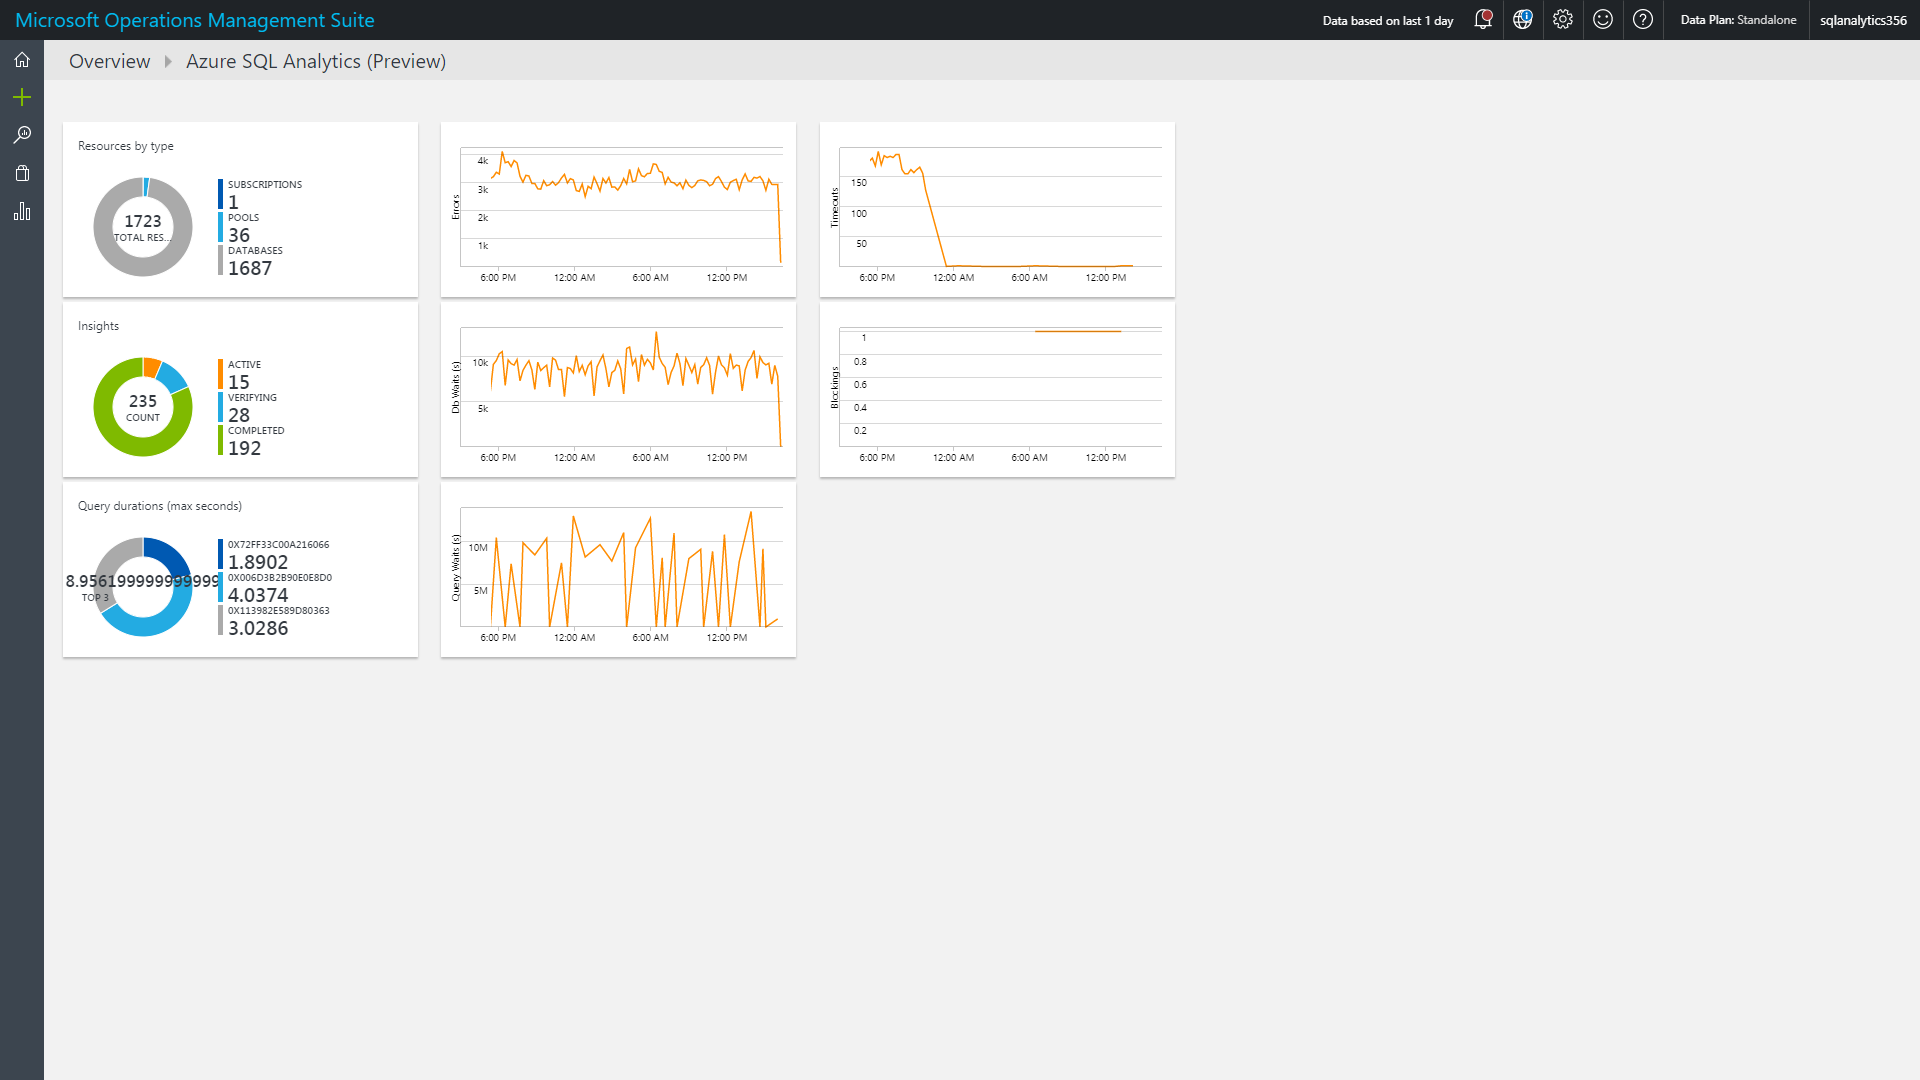 Microsoft Operations Management Suite
Data based on last 1 day
Data Plan: Standalone
sqlanalytics356
Overview
Azure SQL Analytics (Preview)
Resources by type
1723
TOTAL RES...
SUBSCRIPTIONS
1
POOLS
36
DATABASES
1687
Errors
4k
3k
2k
1k
6:00 PM 12:00 AM 6:00 AM 12:00 PM
Timeouts
150
100
50
6:00 PM 12:00 AM 6:00 AM 12:00 PM
Insights
235
COUNT
ACTIVE
15
VERIFYING
28
COMPLETED
192
Db Waits (s)
10k
5k
6:00 PM 12:00 AM 6:00 AM 12:00 PM
Blockings
1
0.8
0.6
0.4
0.2
6:00 PM 12:00 AM 6:00 AM 12:00 PM
Query durations (max seconds)
8.956199999999999
TOP 3
0X72FF33C00A216066
1.8902
0X006D3B2B90E0E8D0
4.0374
0X113982E589D80363
3.0286
Query Waits (s)
10M
5M
6:00 PM 12:00 AM 6:00 AM 12:00 PM